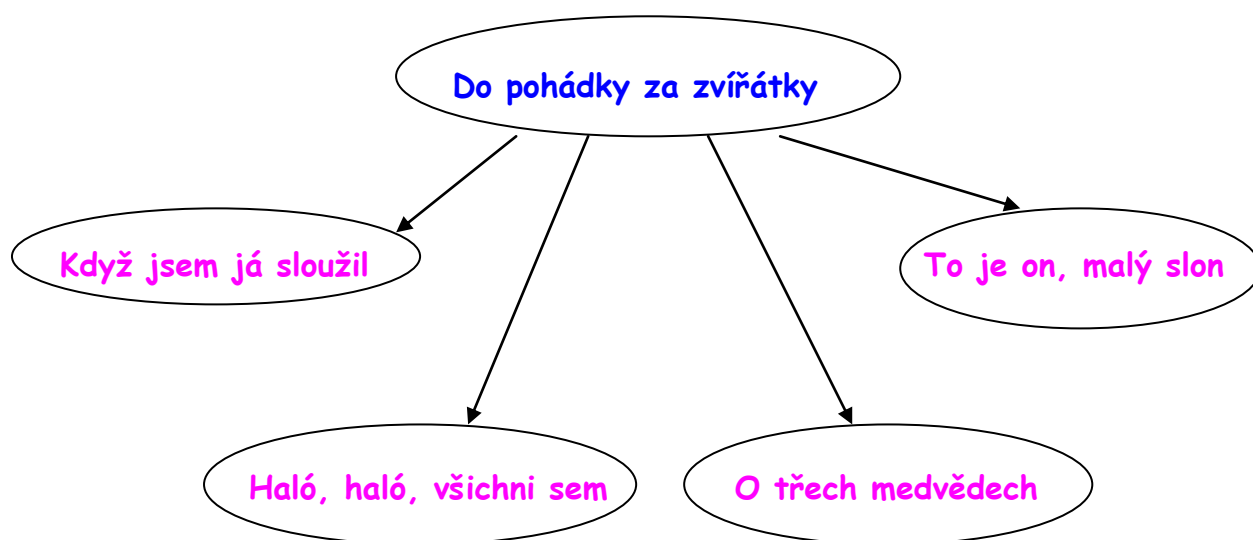 Do pohádky za zvířátky
Když jsem já sloužil
To je on, malý slon
Haló, haló, všichni sem
O třech medvědech